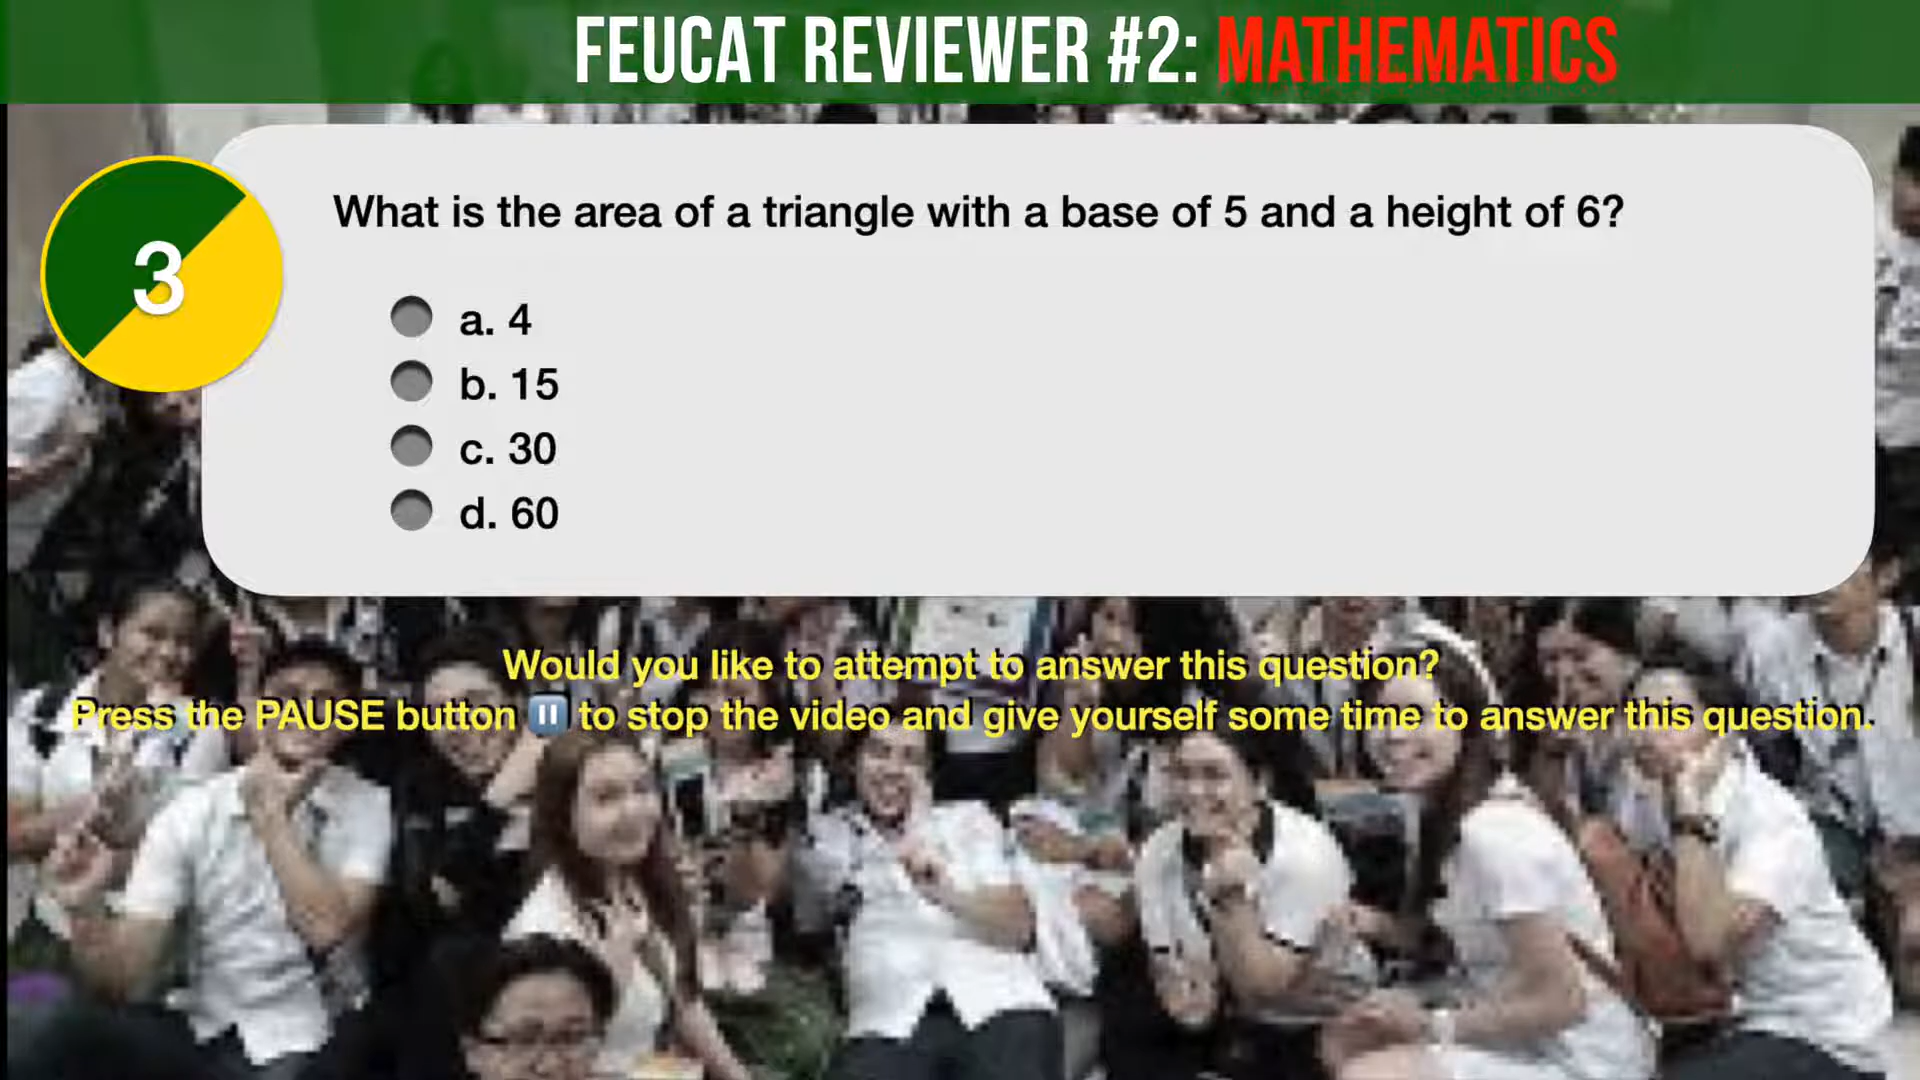 FEUCAT REVIEWER #2: MATHEMATICS
3
What is the area of a triangle with a base of 5 and a height of 6?
a. 4
b. 15
c. 30
d. 60
Would you like to attempt to answer this question?
Press the PAUSE button ⏸ to stop the video and give yourself some time to answer this question.